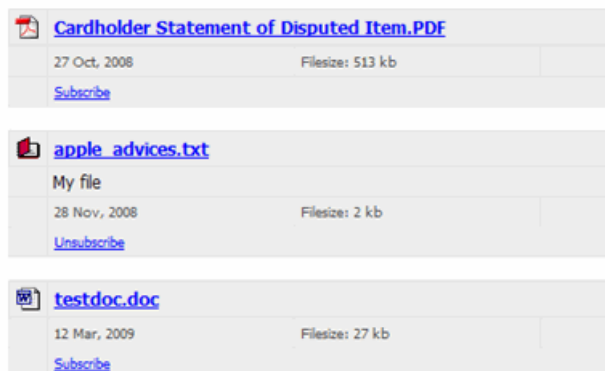 Cardholder Statement of Disputed Item.PDF
27 Oct, 2008 Filesize: 513 kb
Subscribe
apple_advices.txt
My file
28 Nov, 2008 Filesize: 2 kb
Unsubscribe
testdoc.doc
12 Mar, 2009 Filesize: 27 kb
Subscribe